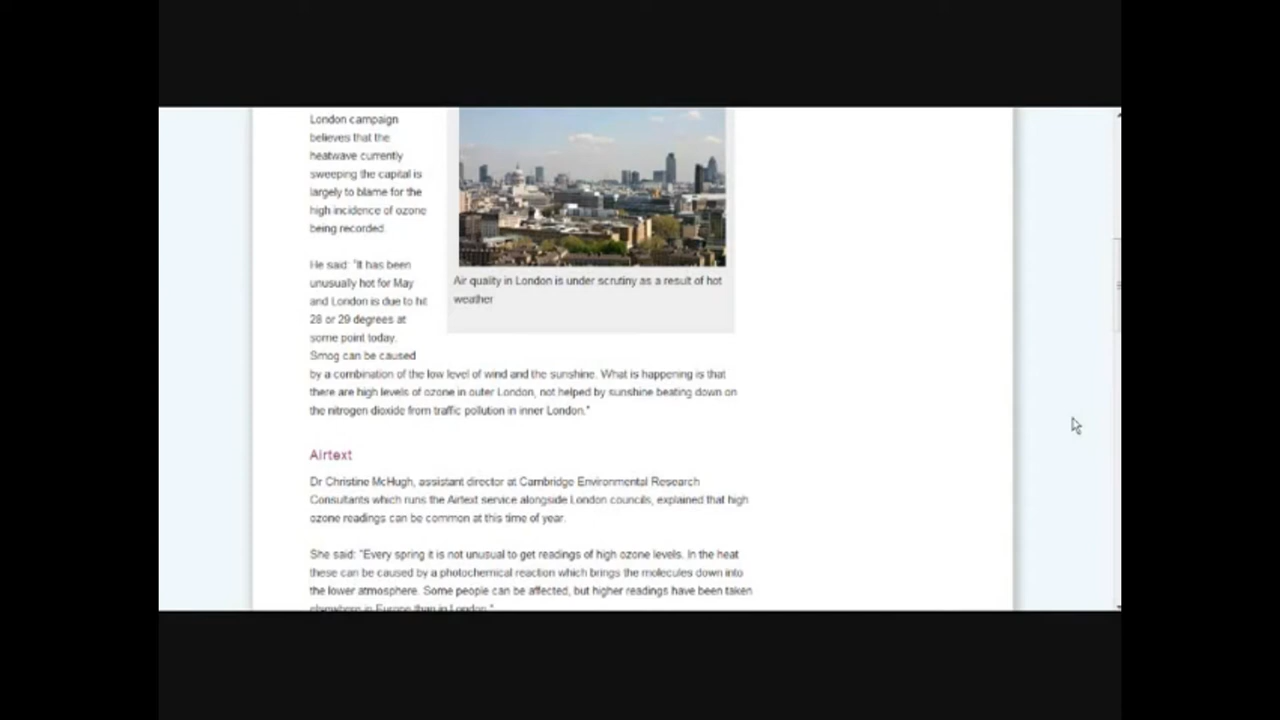 London campaign
believes that the
heatwave currently
sweeping the capital is
largely to blame for the
high incidence of ozone
being recorded.
He said: "It has been
unusually hot for May
and London is due to hit
28 or 29 degrees at
some point today.
Smog can be caused
by a combination of the low level of wind and the sunshine. What is happening is that
there are high levels of ozone in outer London, not helped by sunshine beating down on
the nitrogen dioxide from traffic pollution in inner London."
Air quality in London is under scrutiny as a result of hot
weather
Airtext
Dr Christine McHugh, assistant director at Cambridge Environmental Research
Consultants which runs the Airtext service alongside London councils, explained that high
ozone readings can be common at this time of year.
She said: "Every spring it is not unusual to get readings of high ozone levels. In the heat
these can be caused by a photochemical reaction which brings the molecules down into
the lower atmosphere. Some people can be affected, but higher readings have been taken
elsewhere in Europe than in London."